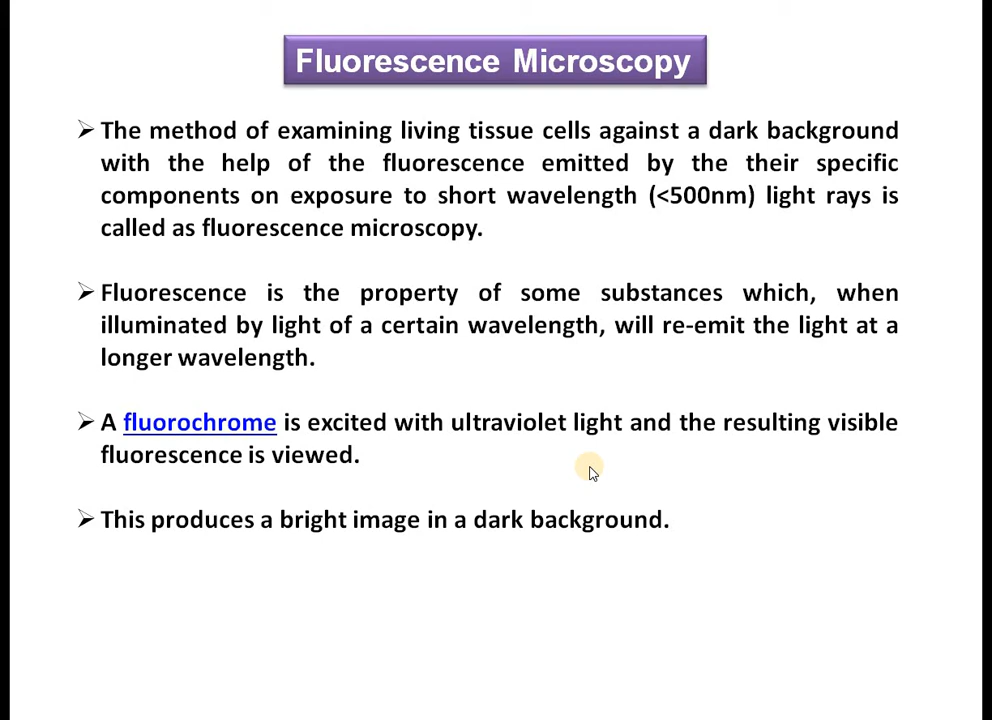 Fluorescence Microscopy
The method of examining living tissue cells against a dark background
with the help of the fluorescence emitted by the their specific
components on exposure to short wavelength (<500nm) light rays is
called as fluorescence microscopy.
Fluorescence is the property of some substances which, when
illuminated by light of a certain wavelength, will re-emit the light at a
longer wavelength.
A fluorochrome is excited with ultraviolet light and the resulting visible
fluorescence is viewed.
This produces a bright image in a dark background.